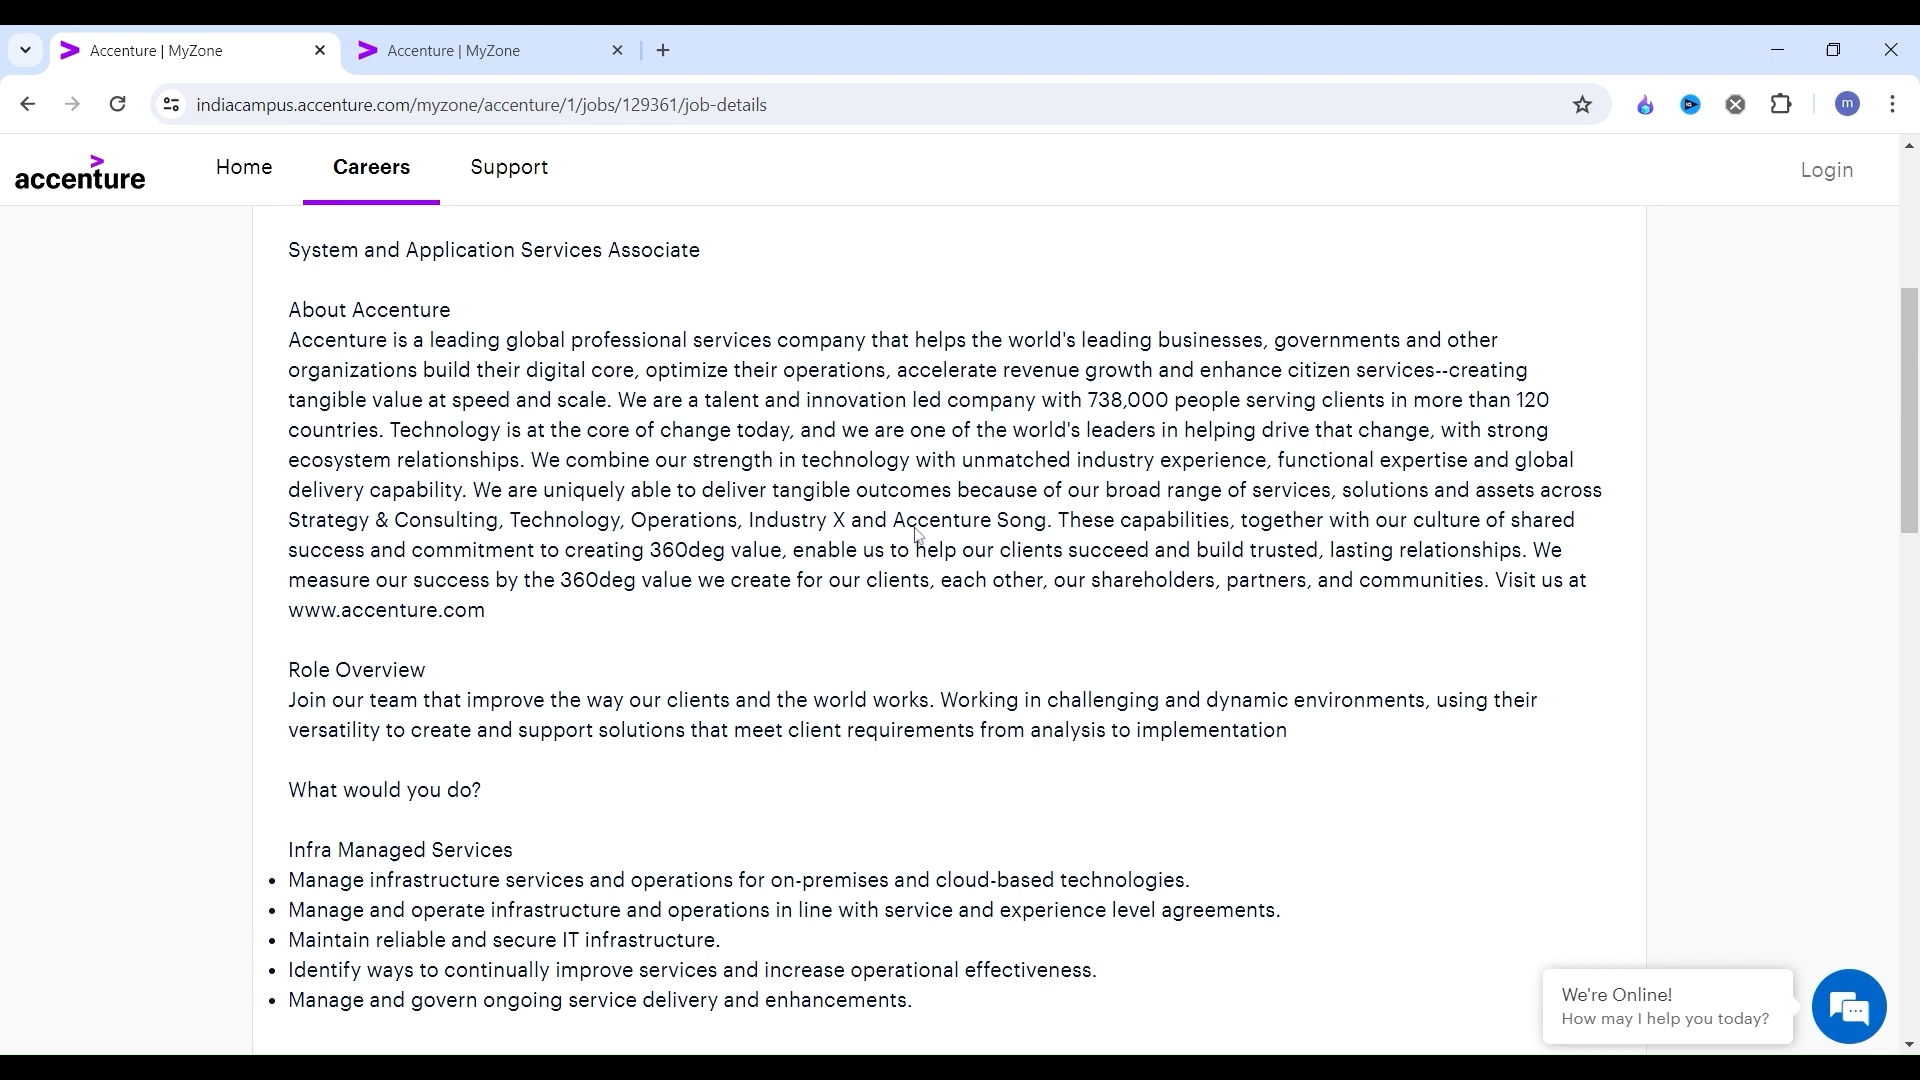 Accenture | MyZone
Accenture | MyZone
indiacampus.accenture.com/myzone/accenture/1/jobs/129361/job-details
m
accenture
Home
Careers
Support
Login
System and Application Services Associate
About Accenture
Accenture is a leading global professional services company that helps the world's leading businesses, governments and other
organizations build their digital core, optimize their operations, accelerate revenue growth and enhance citizen services--creating
tangible value at speed and scale. We are a talent and innovation led company with 738,000 people serving clients in more than 120
countries. Technology is at the core of change today, and we are one of the world's leaders in helping drive that change, with strong
ecosystem relationships. We combine our strength in technology with unmatched industry experience, functional expertise and global
delivery capability. We are uniquely able to deliver tangible outcomes because of our broad range of services, solutions and assets across
Strategy & Consulting, Technology, Operations, Industry X and Accenture Song. These capabilities, together with our culture of shared
success and commitment to creating 360deg value, enable us to help our clients succeed and build trusted, lasting relationships. We
measure our success by the 360deg value we create for our clients, each other, our shareholders, partners, and communities. Visit us at
www.accenture.com
Role Overview
Join our team that improve the way our clients and the world works. Working in challenging and dynamic environments, using their
versatility to create and support solutions that meet client requirements from analysis to implementation
What would you do?
Infra Managed Services
• Manage infrastructure services and operations for on-premises and cloud-based technologies.
• Manage and operate infrastructure and operations in line with service and experience level agreements.
• Maintain reliable and secure IT infrastructure.
• Identify ways to continually improve services and increase operational effectiveness.
• Manage and govern ongoing service delivery and enhancements.
We're Online!
How may I help you today?